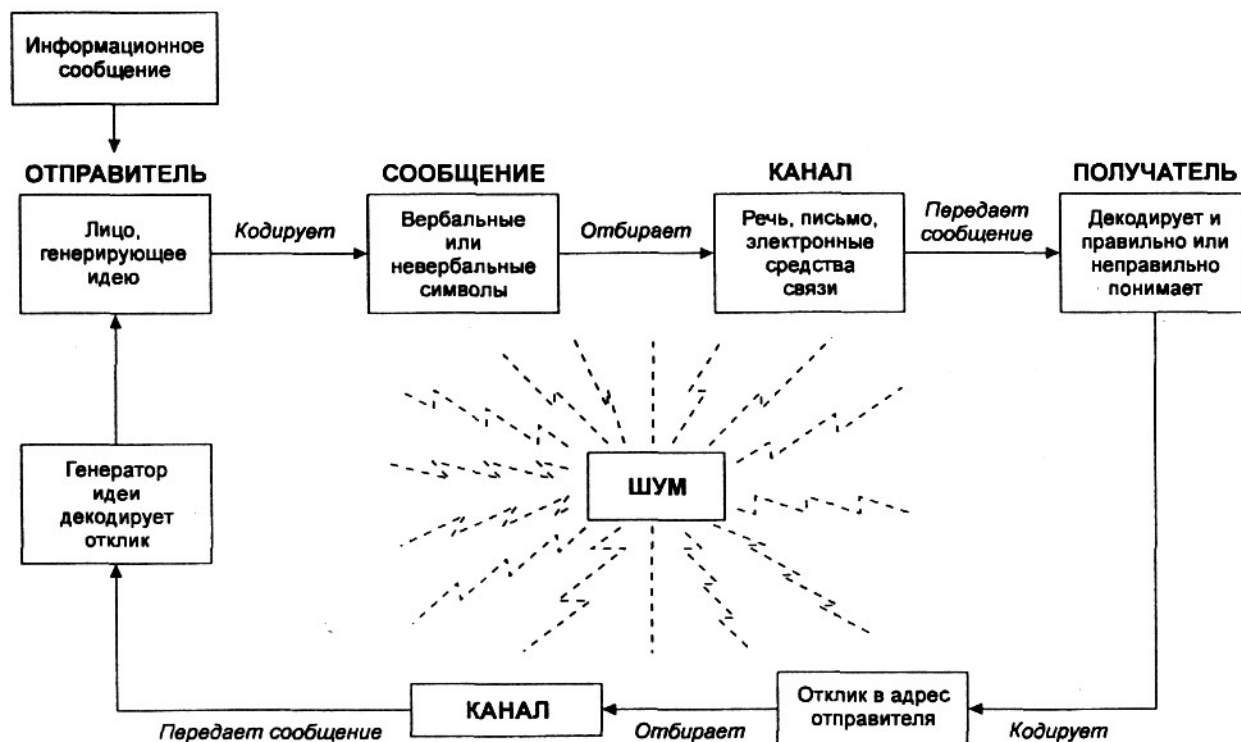 Информационное
сообщение
ОТПРАВИТЕЛЬ
СООБЩЕНИЕ
КАНАЛ
ПОЛУЧАТЕЛЬ
Лицо,
генерирующее
идею
Кодирует
Вербальные
или
невербальные
символы
Отбирает
Речь, письмо,
электронные
средства
связи
Передает
сообщение
Декодирует и
правильно или
неправильно
понимает
Генератор
идеи
декодирует
отклик
ШУМ
Передает сообщение
КАНАЛ
Отбирает
Отклик в адрес
отправителя
Кодирует